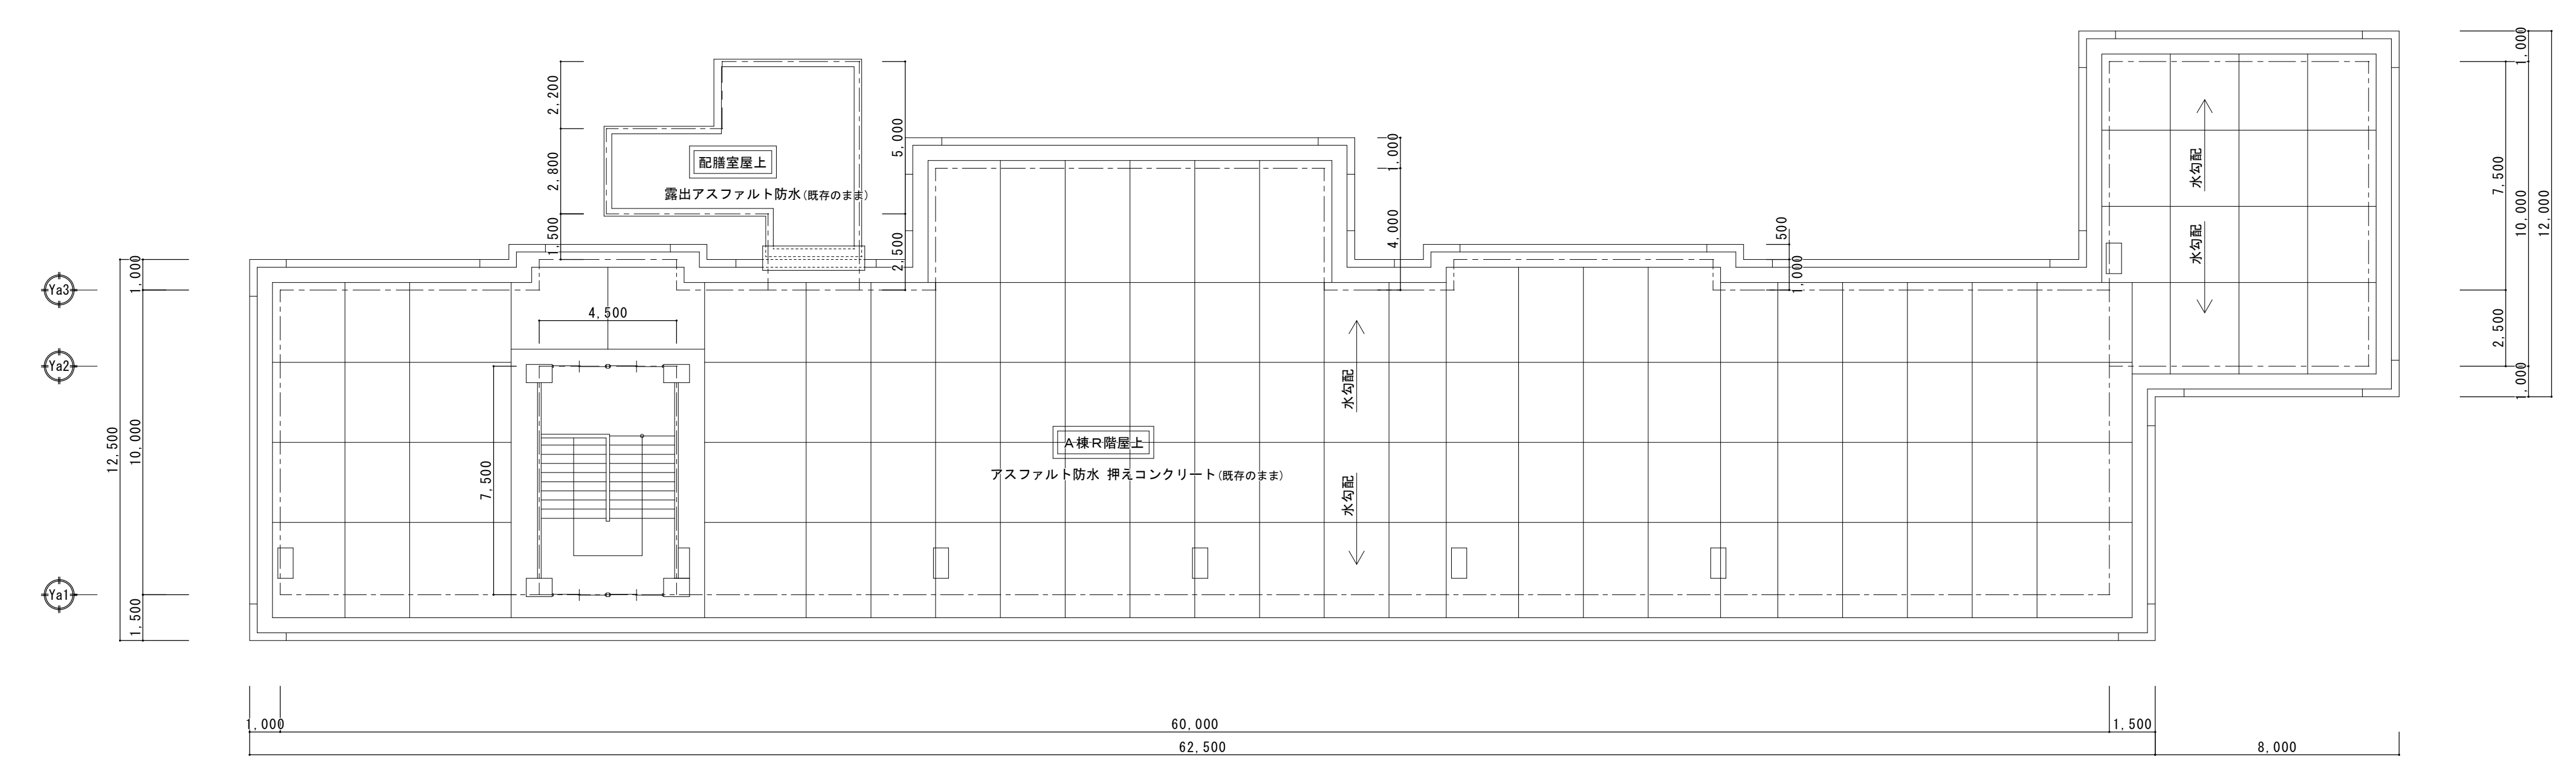 1,000
2,200
5,000
配膳室屋上
2,800
1,000
7,500
10,000
12,000
水勾配
露出アスファルト防水(既存のまま)
1,500
2,500
4,000
500
水勾配
1,000
1,000
Ya3
4,500
2,500
Ya2
水勾配
1,000
12,500
10,000
7,500
A棟R階屋上
アスファルト防水 押えコンクリート(既存のまま)
水勾配
Ya1
1,500
1,000
60,000
1,500
62,500
8,000